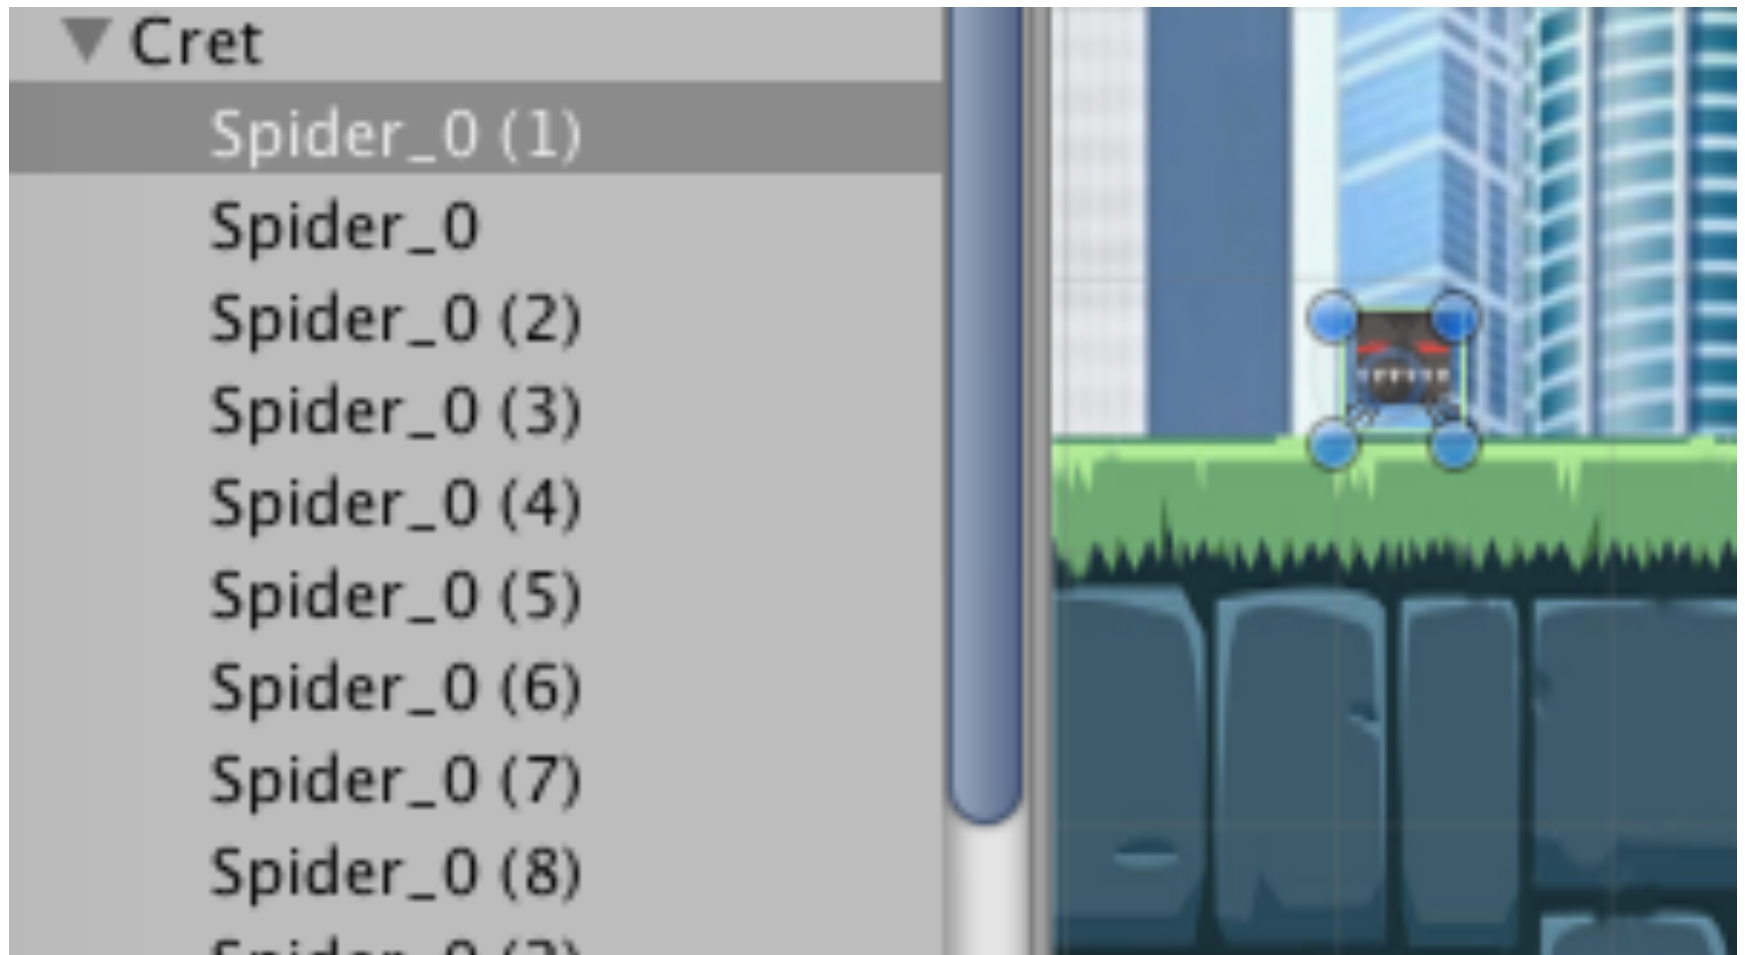 Cret
Spider_0 (1)
Spider_0
Spider_0 (2)
Spider_0 (3)
Spider_0 (4)
Spider_0 (5)
Spider_0 (6)
Spider_0 (7)
Spider_0 (8)